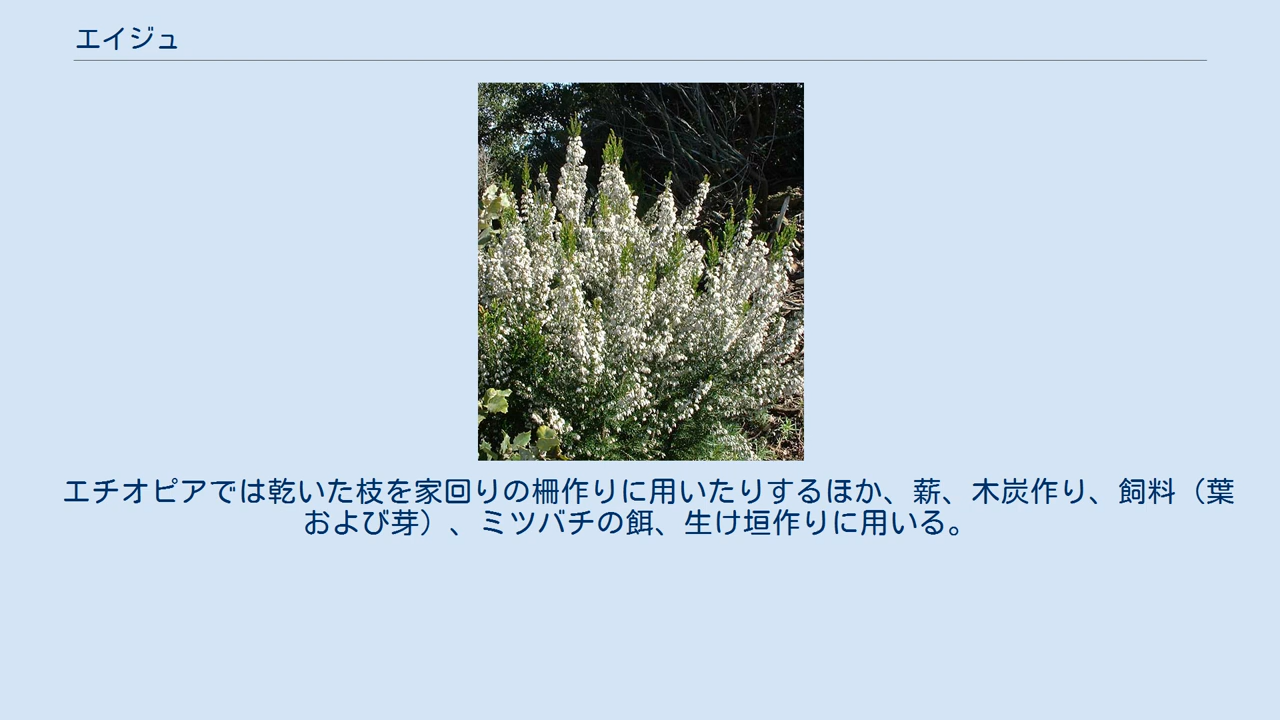 エイジュ
エチオピアでは乾いた枝を家回りの柵作りに用いたりするほか、薪、木炭作り、飼料（葉
および芽）、ミツバチの餌、生け垣作りに用いる。